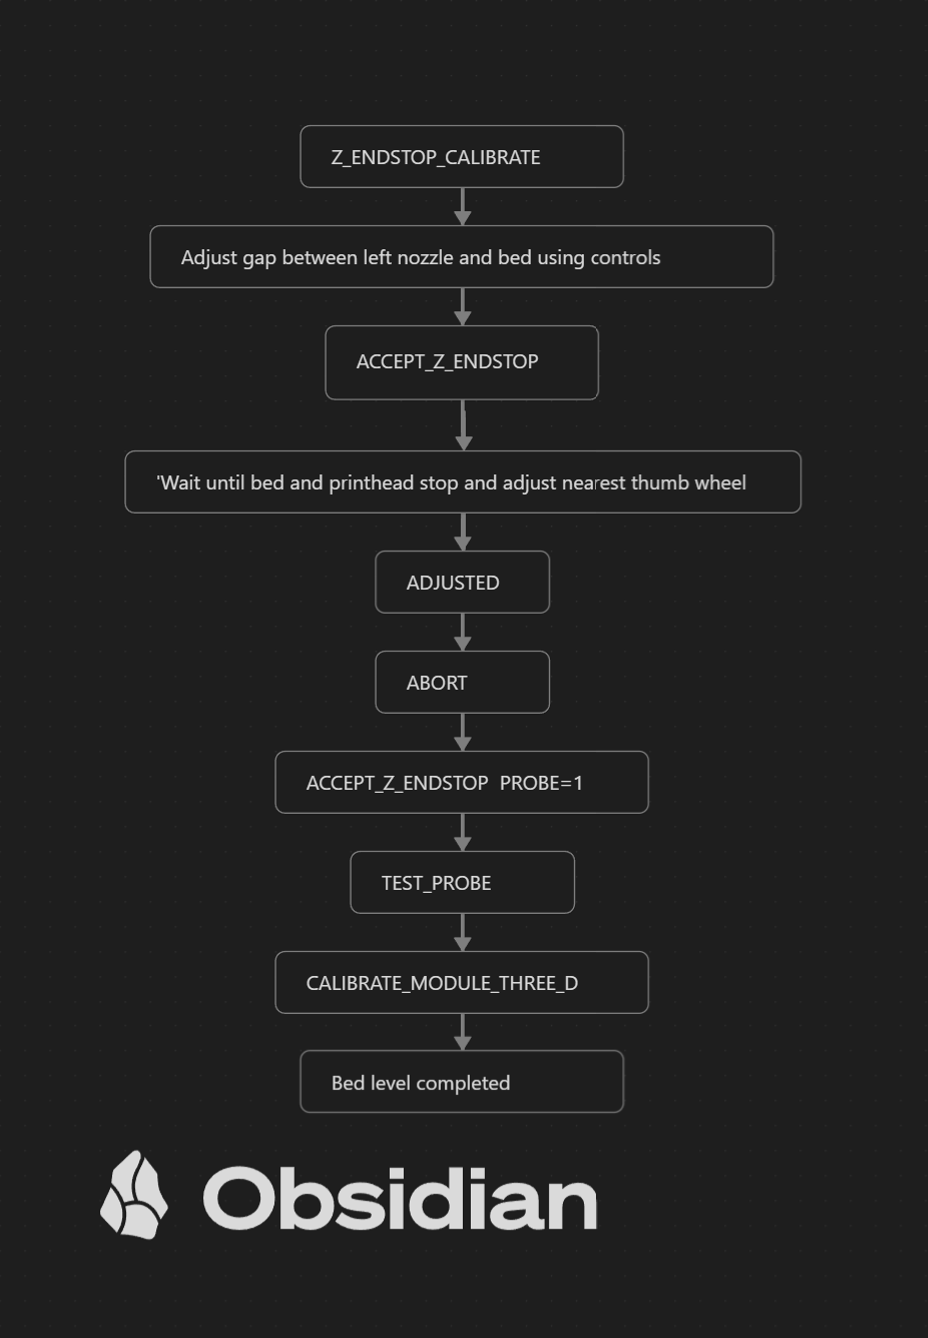 Z_ENDSTOP_CALIBRATE
Adjust gap between left nozzle and bed using controls
ACCEPT_Z_ENDSTOP
'Wait until bed and printhead stop and adjust nearest thumb wheel
ADJUSTED
ABORT
ACCEPT_Z_ENDSTOP PROBE=1
TEST_PROBE
CALIBRATE_MODULE_THREE_D
Bed level completed
Obsidian